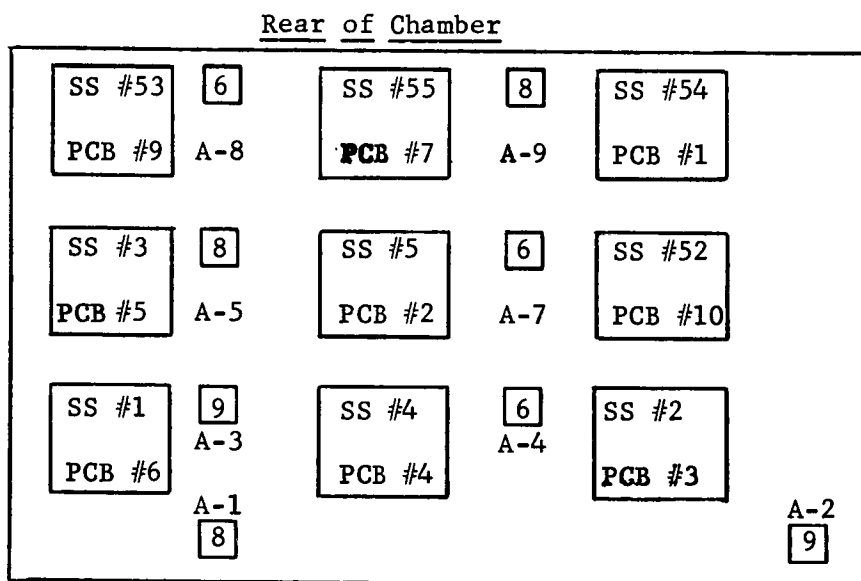 Rear of Chamber
SS #53 6 SS #55 8 SS #54
PCB #9 A-8 PCB #7 A-9 PCB #1
SS #3 8 SS #5 6 SS #52
PCB #5 A-5 PCB #2 A-7 PCB #10
SS #1 9 SS #4 6 SS #2
A-3 A-4
PCB #6 PCB #4 PCB #3
A-1 A-2
8 9